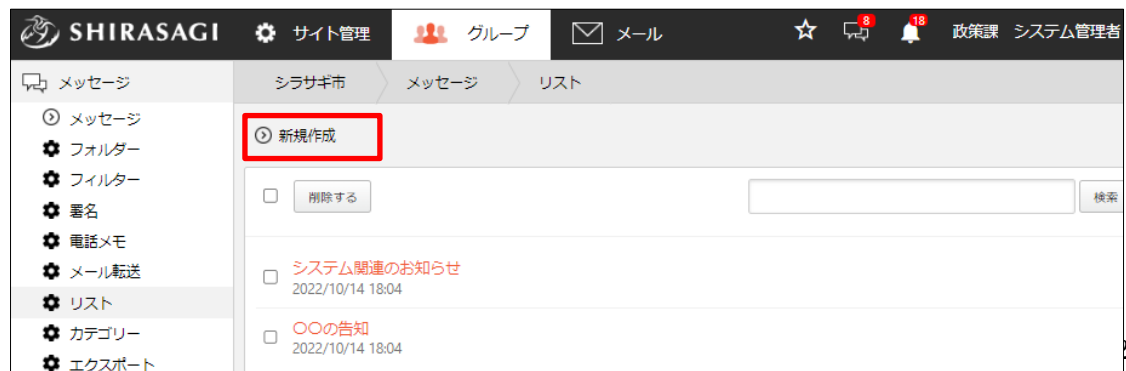 SHIRASAGI サイト管理 グループ メール 8 18 政策課 システム管理者
メッセージ シラサギ市 メッセージ リスト
メッセージ
フォルダー
フィルター
署名
電話メモ
メール転送
リスト
カテゴリー
エクスポート
新規作成
削除する 検索
システム関連のお知らせ
2022/10/14 18:04
〇〇の告知
2022/10/14 18:04